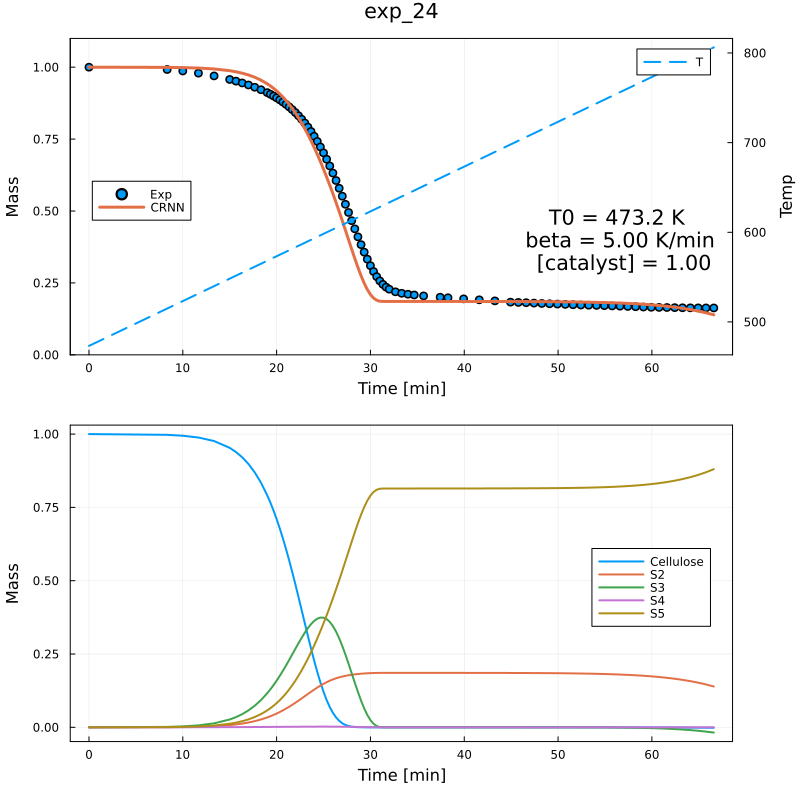 exp_24
1.00
0.75
0.50
0.25
0.00
Mass
800
700
600
500
Temp
T
Exp
CRNN
T0 = 473.2 K
beta = 5.00 K/min
[catalyst] = 1.00
0 10 20 30 40 50 60
Time [min]
1.00
0.75
0.50
0.25
0.00
Mass
Cellulose
S2
S3
S4
S5
0 10 20 30 40 50 60
Time [min]